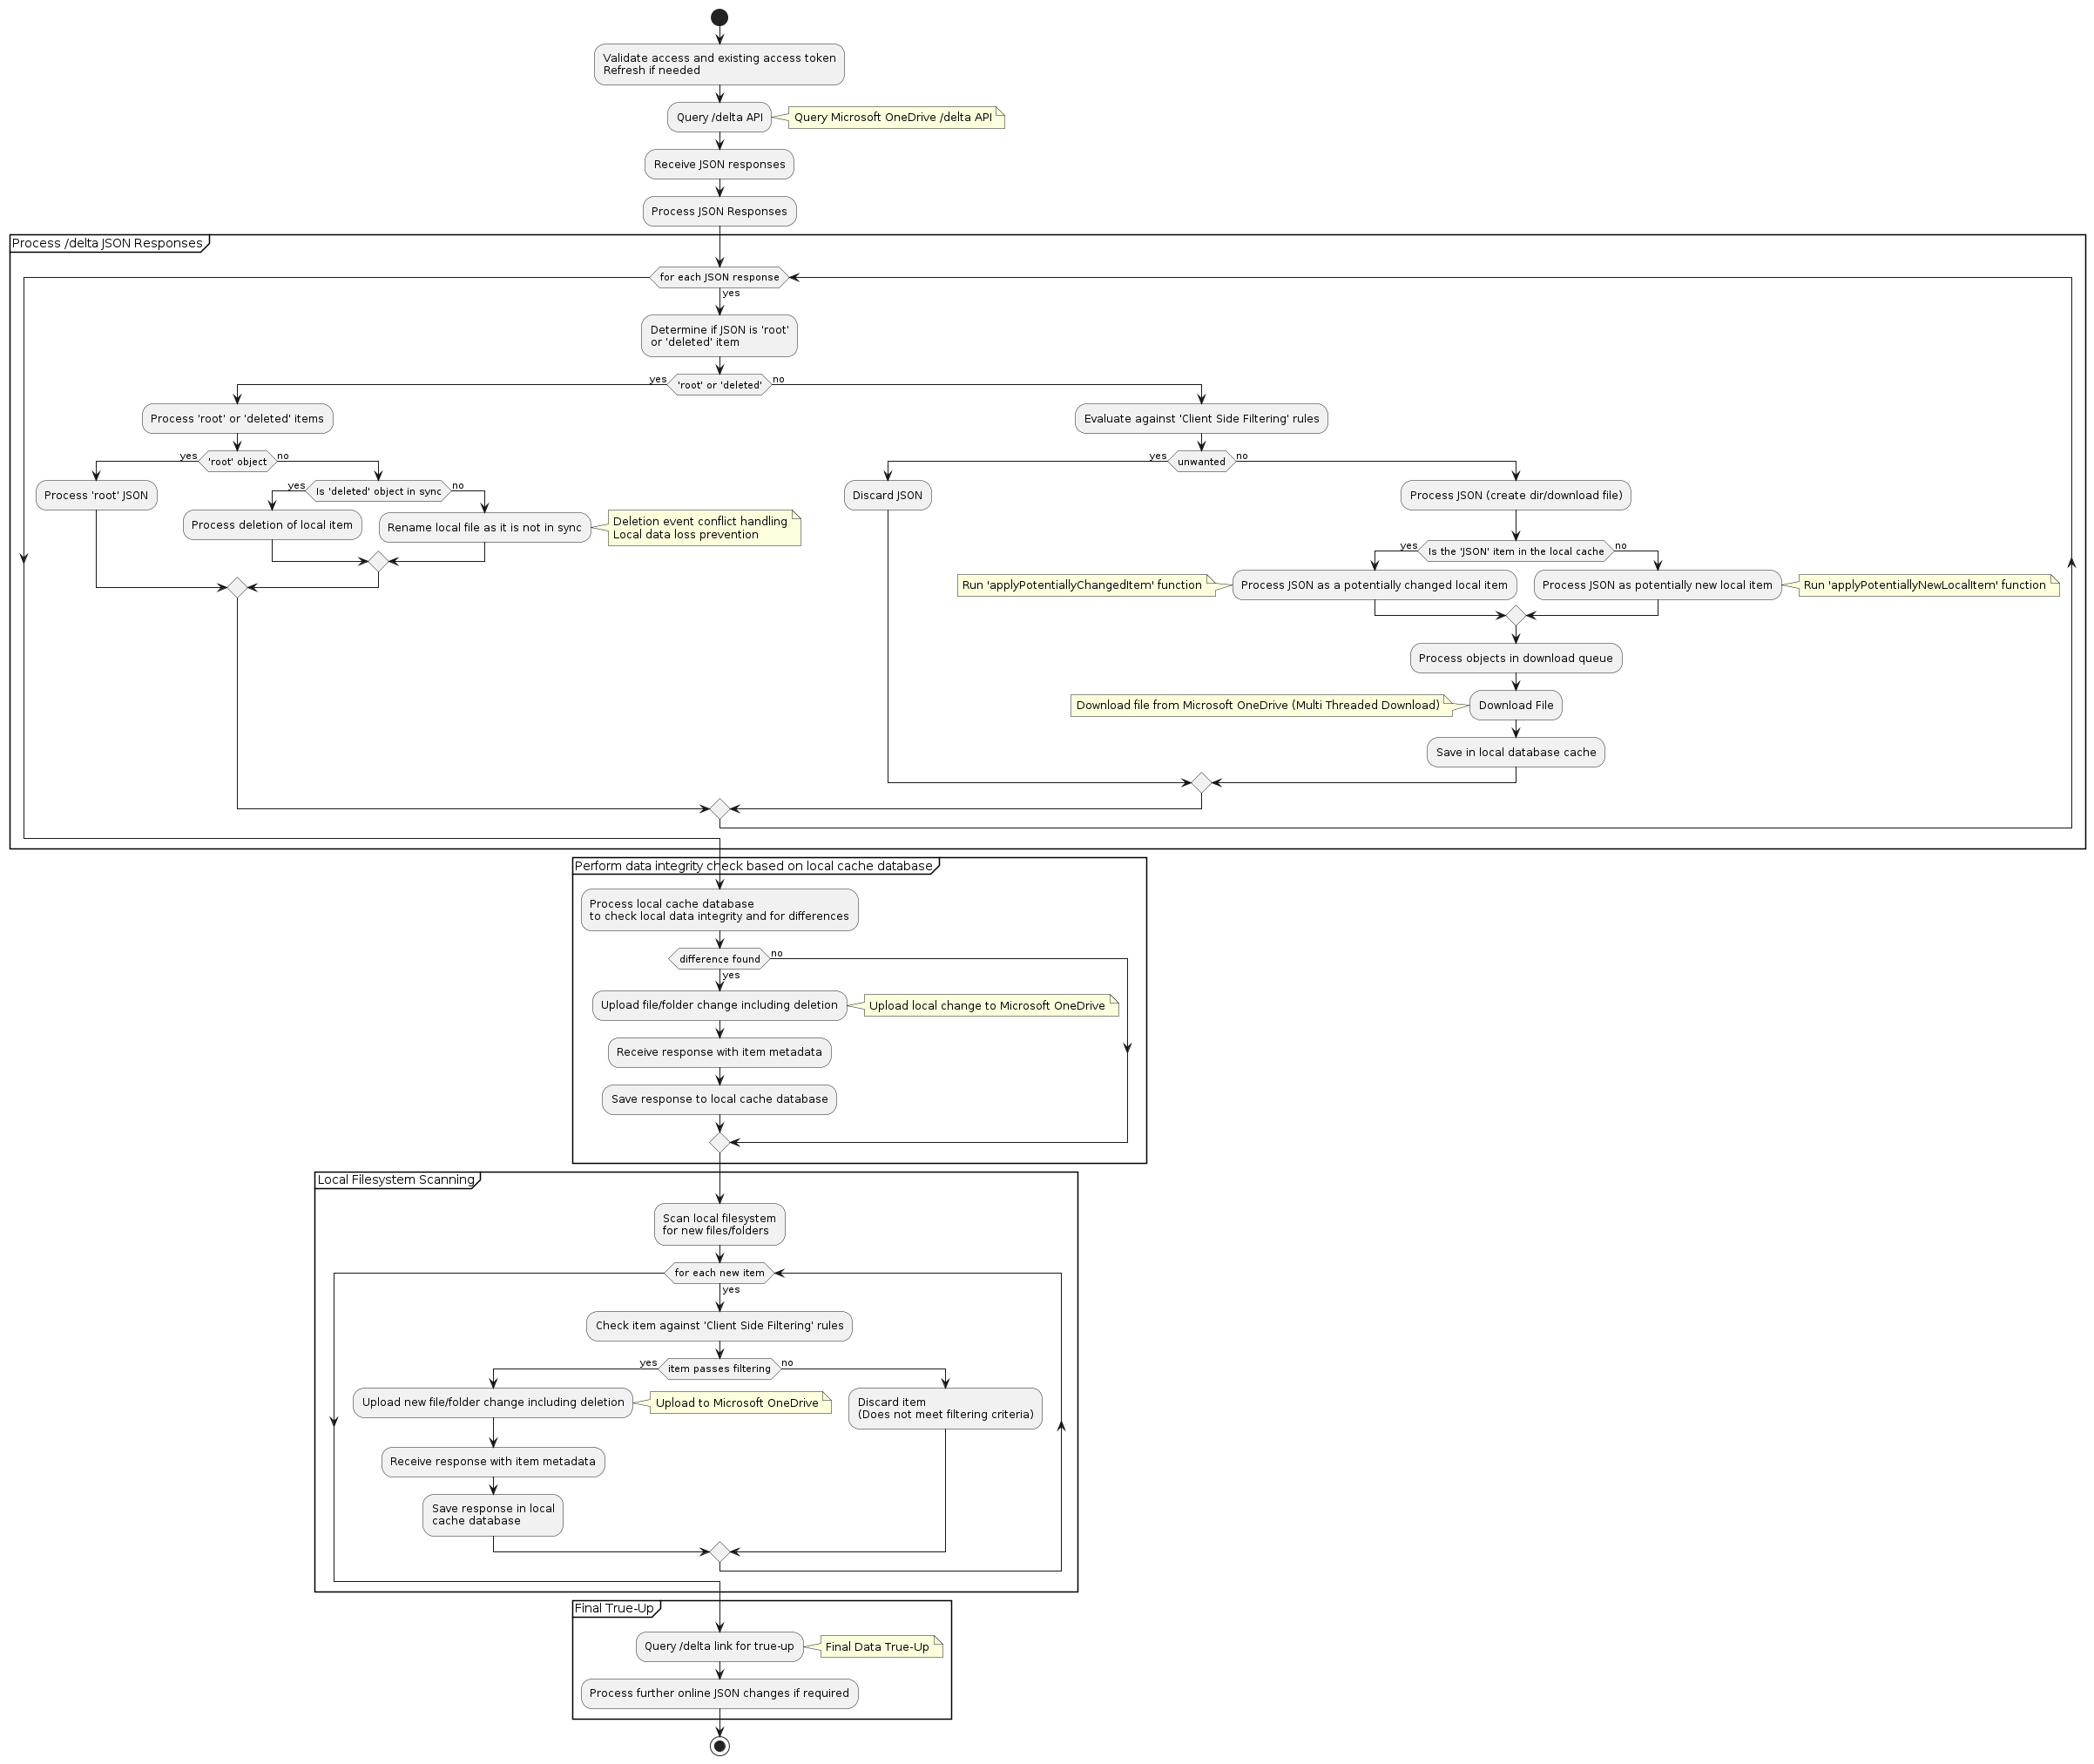 Validate access and existing access token
Refresh if needed
Query /delta API
Query Microsoft OneDrive /delta API
Receive JSON responses
Process JSON Responses
Process /delta JSON Responses
for each JSON response
yes
Determine if JSON is 'root'
or 'deleted' item
yes
'root' or 'deleted'
no
Process 'root' or 'deleted' items
Evaluate against 'Client Side Filtering' rules
yes
'root' object
no
yes
unwanted
no
Process 'root' JSON
yes
Is 'deleted' object in sync
no
Discard JSON
Process JSON (create dir/download file)
Process deletion of local item
Rename local file as it is not in sync
Deletion event conflict handling
Local data loss prevention
yes
Is the 'JSON' item in the local cache
no
Run 'applyPotentiallyChangedItem' function
Process JSON as a potentially changed local item
Process JSON as potentially new local item
Run 'applyPotentiallyNewLocalItem' function
Process objects in download queue
Download file from Microsoft OneDrive (Multi Threaded Download)
Download File
Save in local database cache
Perform data integrity check based on local cache database
Process local cache database
to check local data integrity and for differences
difference found
no
yes
Upload file/folder change including deletion
Upload local change to Microsoft OneDrive
Receive response with item metadata
Save response to local cache database
Local Filesystem Scanning
Scan local filesystem
for new files/folders
for each new item
yes
Check item against 'Client Side Filtering' rules
yes
item passes filtering
no
Upload new file/folder change including deletion
Upload to Microsoft OneDrive
Discard item
(Does not meet filtering criteria)
Receive response with item metadata
Save response in local
cache database
Final True-Up
Query /delta link for true-up
Final Data True-Up
Process further online JSON changes if required